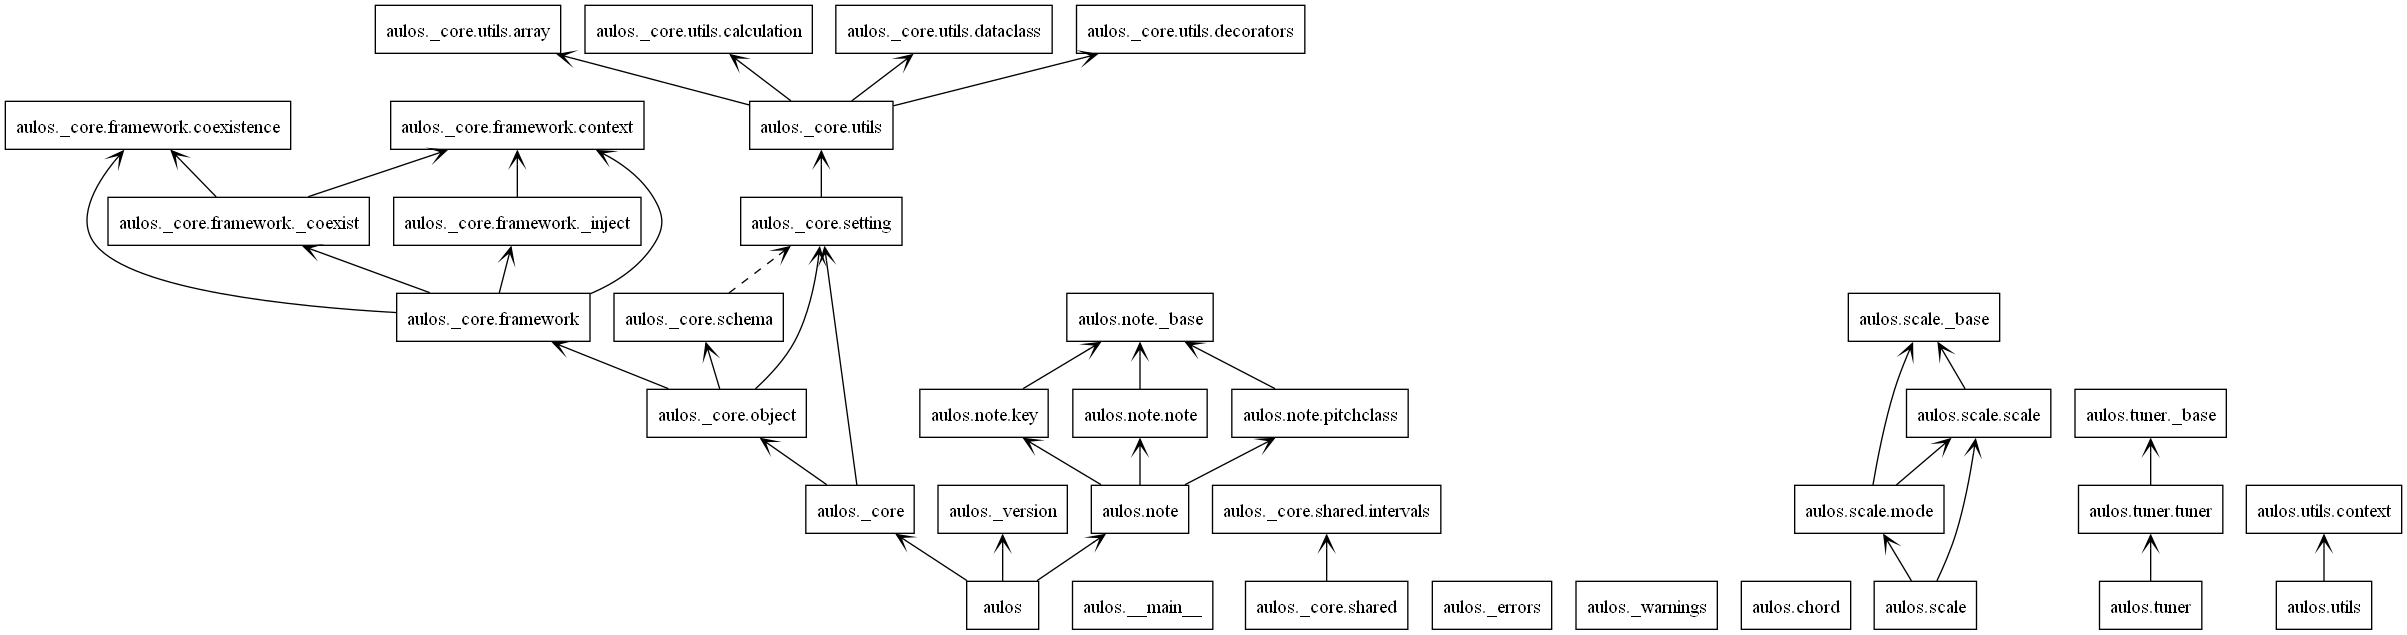 aulos._core.utils.array
aulos._core.utils.calculation
aulos._core.utils.dataclass
aulos._core.utils.decorators
aulos._core.framework.coexistence
aulos._core.framework.context
aulos._core.utils
aulos._core.framework._coexist
aulos._core.framework._inject
aulos._core.setting
aulos._core.framework
aulos._core.schema
aulos.note._base
aulos.scale._base
aulos._core.object
aulos.note.key
aulos.note.note
aulos.note.pitchclass
aulos.scale.scale
aulos.tuner._base
aulos._core
aulos._version
aulos.note
aulos._core.shared.intervals
aulos.scale.mode
aulos.tuner.tuner
aulos.utils.context
aulos
aulos.__main__
aulos._core.shared
aulos._errors
aulos._warnings
aulos.chord
aulos.scale
aulos.tuner
aulos.utils